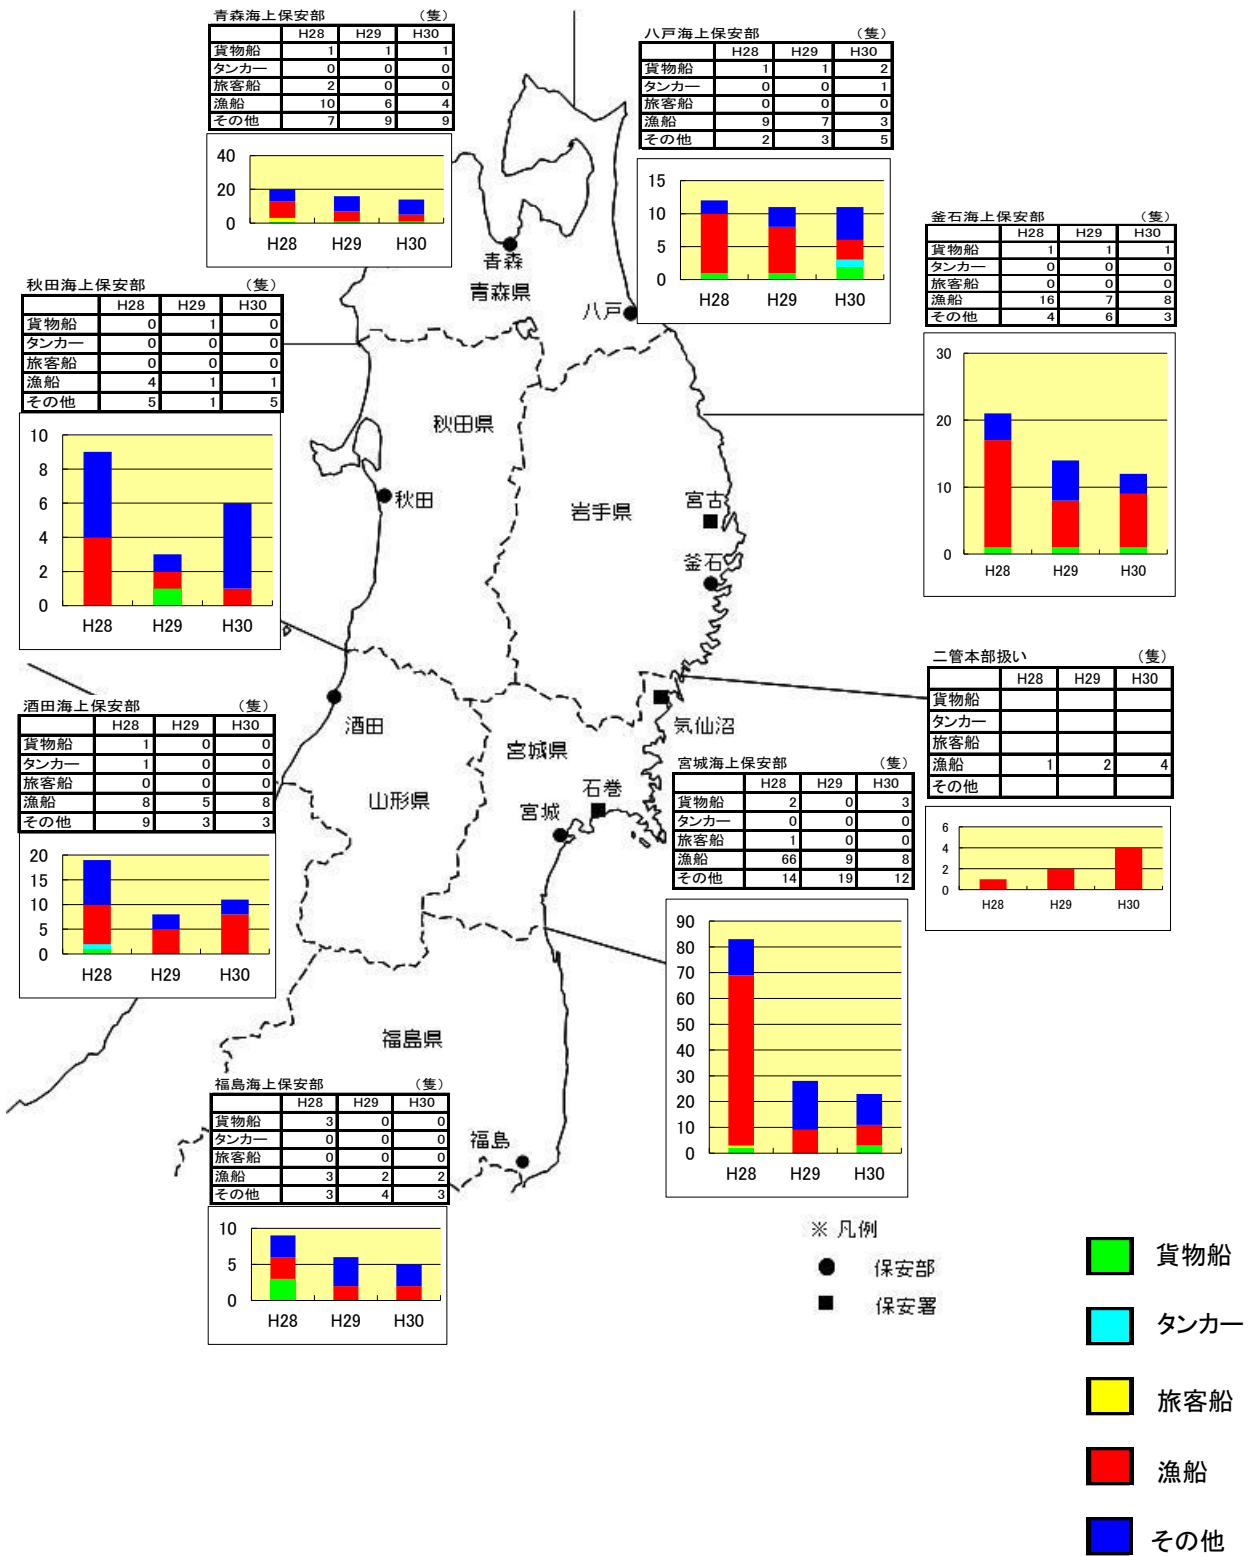 青森海上保安部 (隻)
H28 H29 H30
貨物船 1 1 1
タンカー 0 0 0
旅客船 2 0 0
漁船 10 6 4
その他 7 9 9
40
20
0
H28 H29 H30
八戸海上保安部 (隻)
H28 H29 H30
貨物船 1 1 2
タンカー 0 0 1
旅客船 0 0 0
漁船 9 7 3
その他 2 3 5
15
10
5
0
H28 H29 H30
釜石海上保安部 (隻)
H28 H29 H30
貨物船 1 1 1
タンカー 0 0 0
旅客船 0 0 0
漁船 16 7 8
その他 4 6 3
30
20
10
0
H28 H29 H30
秋田海上保安部 (隻)
H28 H29 H30
貨物船 0 1 0
タンカー 0 0 0
旅客船 0 0 0
漁船 4 1 1
その他 5 1 5
10
8
6
4
2
0
H28 H29 H30
青森
青森県
八戸
秋田県
秋田
岩手県
宮古
釜石
二管本部扱い (隻)
H28 H29 H30
貨物船
タンカー
旅客船
漁船 1 2 4
その他
6
4
2
0
H28 H29 H30
酒田海上保安部 (隻)
H28 H29 H30
貨物船 1 0 0
タンカー 1 0 0
旅客船 0 0 0
漁船 8 5 8
その他 9 3 3
20
15
10
5
0
H28 H29 H30
酒田
気仙沼
宮城県
石巻
山形県
宮城
宮城海上保安部 (隻)
H28 H29 H30
貨物船 2 0 3
タンカー 0 0 0
旅客船 1 0 0
漁船 66 9 8
その他 14 19 12
90
80
70
60
50
40
30
20
10
0
H28 H29 H30
福島県
福島海上保安部 (隻)
H28 H29 H30
貨物船 3 0 0
タンカー 0 0 0
旅客船 0 0 0
漁船 3 2 2
その他 3 4 3
福島
10
5
0
H28 H29 H30
※ 凡例
保安部
保安署
貨物船
タンカー
旅客船
漁船
その他